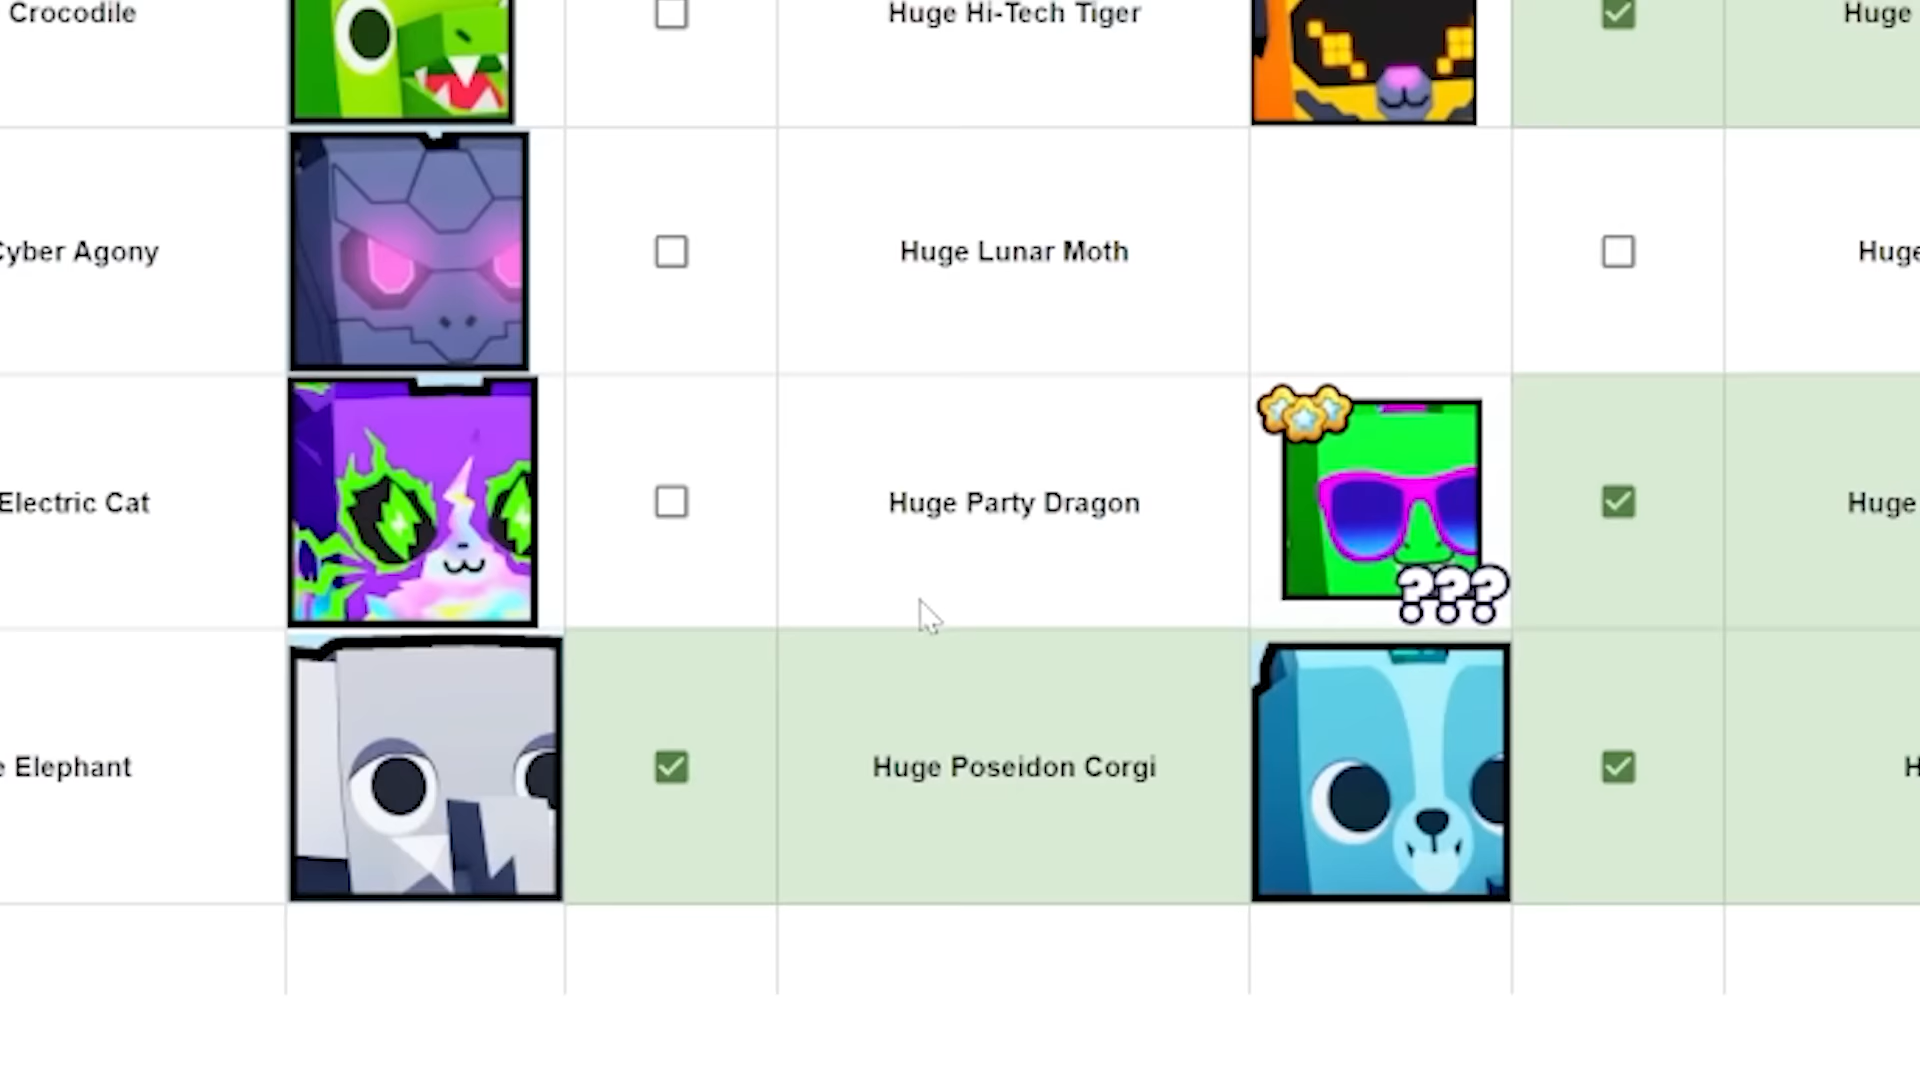 Crocodile Huge Hi-Tech Tiger Huge
Cyber Agony Huge Lunar Moth Huge
Electric Cat Huge Party Dragon Huge
???
Elephant Huge Poseidon Corgi